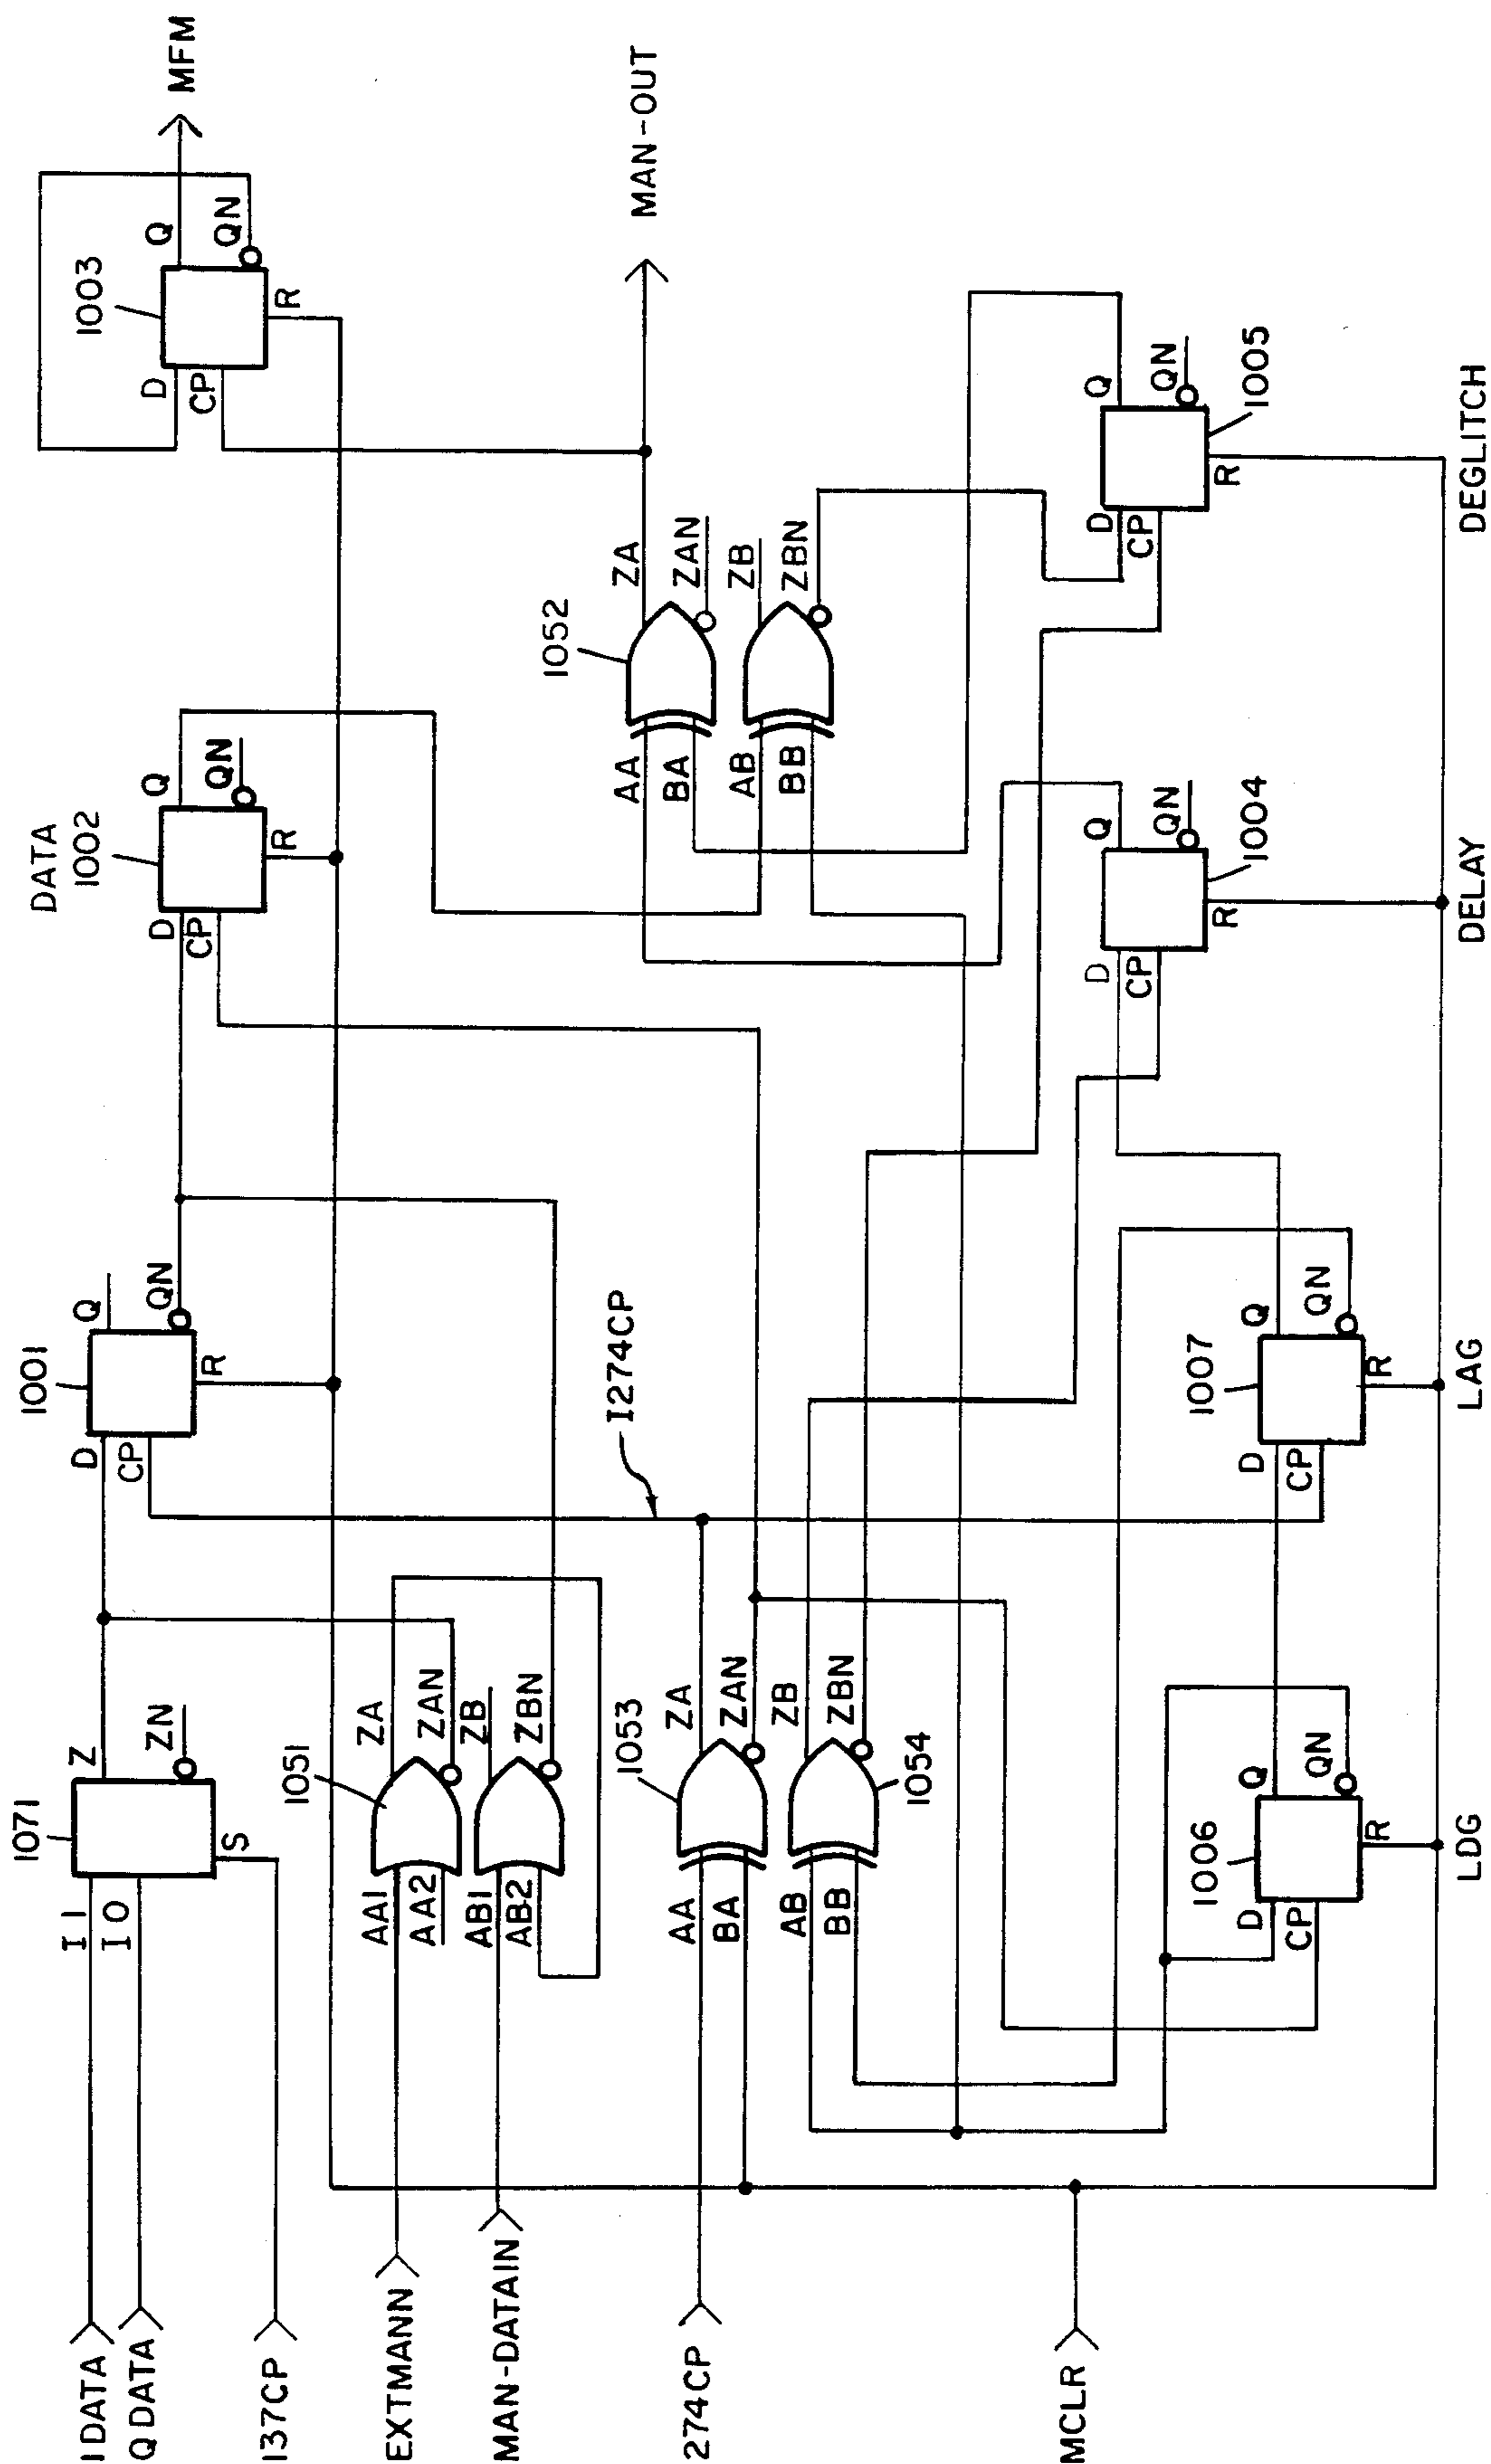 IDATA
QDATA
137CP
EXTMANN
MAN-DATAIN
274CP
MCLR
1071
I1
I0
S
Z
ZN
1051
AA1
AA2
AB1
AB2
ZA
ZAN
ZB
ZBN
1053
AA
BA
AB
BB
ZA
ZAN
ZB
ZBN
1054
1006
D
CP
Q
QN
R
LDG
1001
D
CP
Q
QN
R
I274CP
1007
D
CP
Q
QN
R
LAG
DATA
1002
D
CP
Q
QN
R
1052
AA
BA
AB
BB
ZA
ZAN
ZB
ZBN
D
CP
Q
QN
R
1004
DELAY
1003
D
CP
Q
QN
R
MFM
MAN-OUT
D
CP
Q
QN
R
1005
DEGLITCH